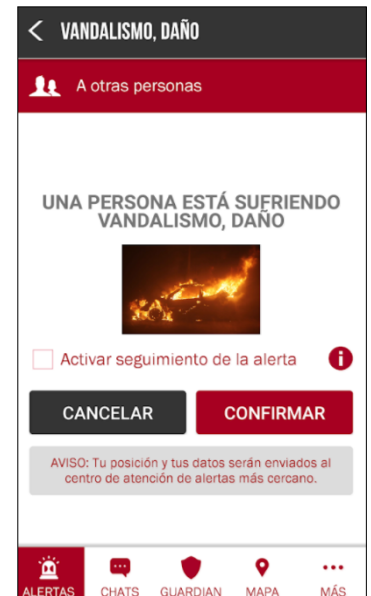 VANDALISMO, DAÑO
A otras personas
UNA PERSONA ESTÁ SUFRIENDO
VANDALISMO, DAÑO
Activar seguimiento de la alerta
CANCELAR
CONFIRMAR
AVISO: Tu posición y tus datos serán enviados al
centro de atención de alertas más cercano.
ALERTAS CHATS GUARDIAN MAPA MÁS